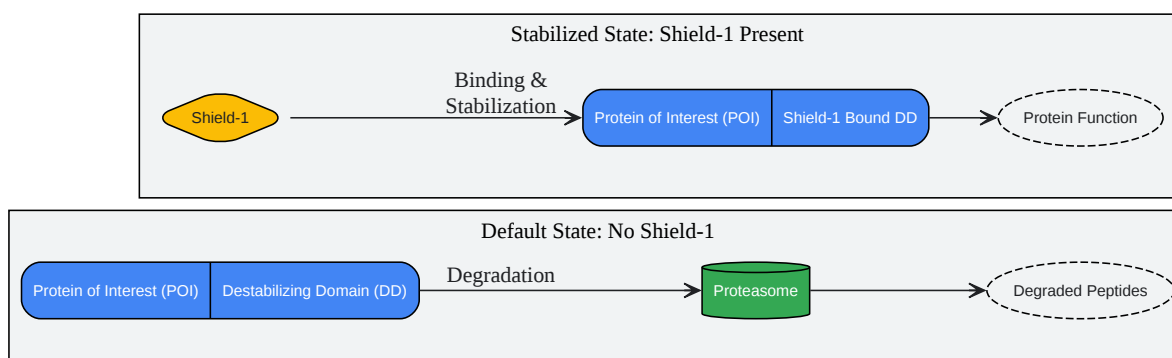 Stabilized State: Shield-1 Present
Binding &
Stabilization
Shield-1
Protein of Interest (POI)
Shield-1 Bound DD
Protein Function
Default State: No Shield-1
Protein of Interest (POI)
Destabilizing Domain (DD)
Degradation
Proteasome
Degraded Peptides